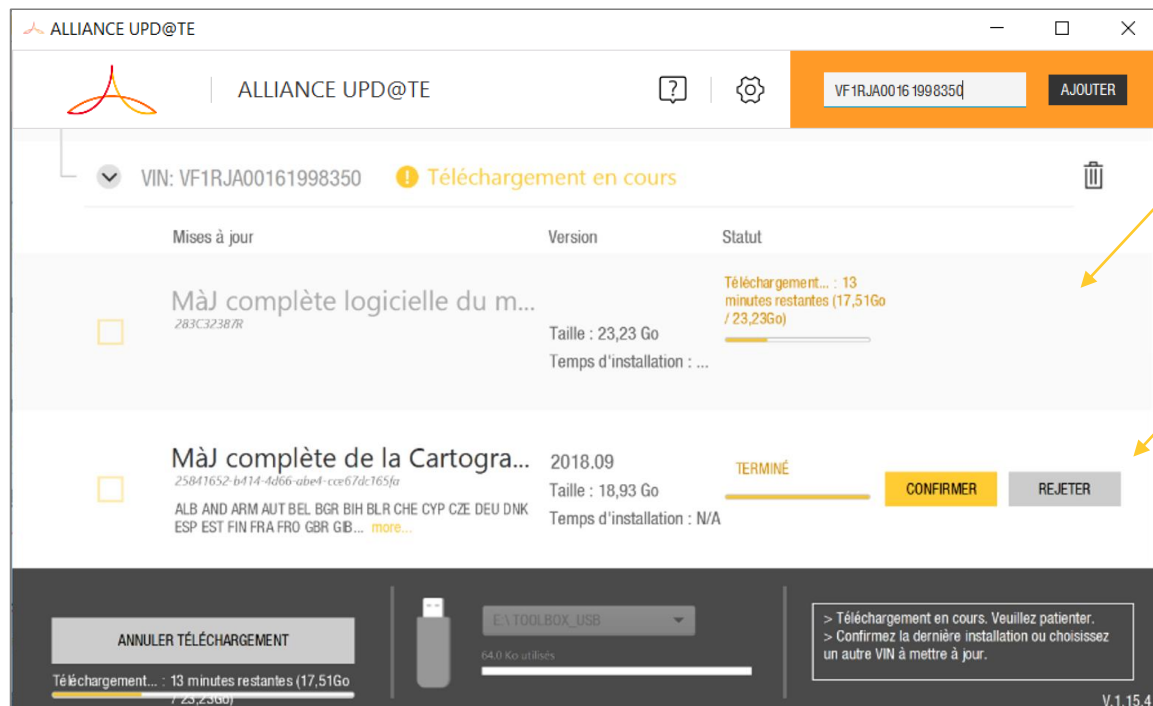 ALLIANCE UPD@TE
ALLIANCE UPD@TE
?
VF1RJA00161998350
AJOUTER
VIN: VF1RJA00161998350
! Téléchargement en cours
Mises à jour
Version
Statut
MàJ complète logicielle du m...
283C32387R
Taille : 23,23 Go
Temps d'installation : ...
Téléchargement... : 13
minutes restantes (17,51Go
/ 23,23Go)
MàJ complète de la Cartogra...
25841652-b414-4d66-abe4-cce67dc165fa
ALB AND ARM AUT BEL BGR BIH BLR CHE CYP CZE DEU DNK
ESP EST FIN FRA FRO GBR GIB... more...
2018.09
Taille : 18,93 Go
Temps d'installation : N/A
TERMINÉ
CONFIRMER
REJETER
ANNULER TÉLÉCHARGEMENT
Téléchargement... : 13 minutes restantes (17,51Go
/ 23,23Go)
E:\TOOLBOX_USB
64.0 Ko utilisés
> Téléchargement en cours. Veuillez patienter.
> Confirmez la dernière installation ou choisissez
un autre VIN à mettre à jour.
V.1.15.4